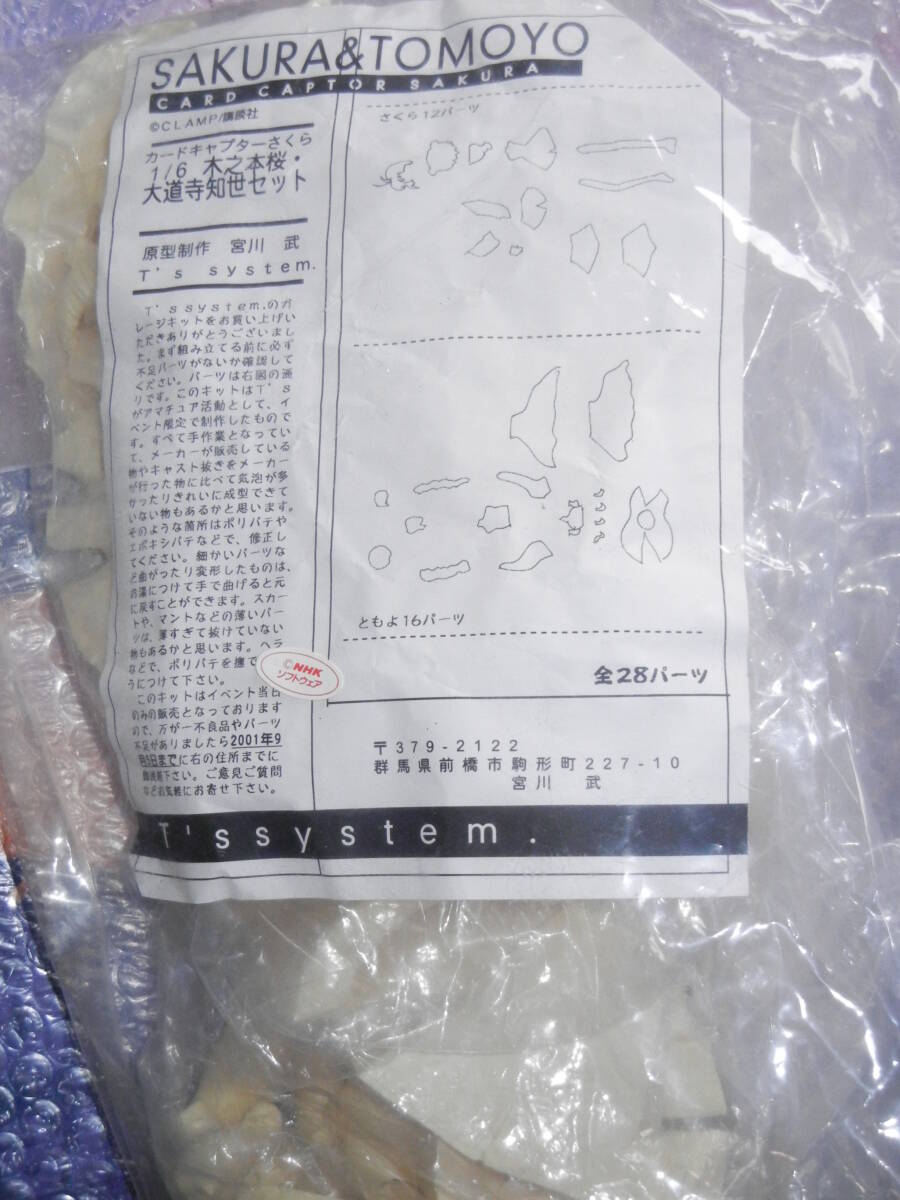 SAKURA&TOMOYO
CARD CAPTOR SAKURA
©CLAMP/講談社
カードキャプターさくら
1/6 木之本桜・
大道寺知世セット
原型制作 宮川 武
T's system.
T's system.のガ
レージキットをお買い上げい
ただきありがとうございまし
た。まず組み立てる前に必ず
不足パーツがないか確認して
ください。パーツは右図の通
りです。このキットはT's
がアマチュア活動として、イ
ベント限定で制作したもので
す。すべて手作業となってい
て、メーカーが販売している
物やキャスト抜きをメーカー
が行った物に比べて気泡が多
かったりきれいに成型できて
いない物もあるかと思います。
そのような箇所はポリパテや
エポキシパテなどで、修正し
てください。細かいパーツな
ど曲がったり変形したものは、
お湯につけて手で曲げると元
に戻すことができます。スカー
トや、マントなどの薄いパー
ツは、薄すぎて抜けていない
物もあるかと思います。ヘラ
などで、ポリパテを
うにつけて下さい。
このキットはイベント当日
のみの販売となっております
ので、万が一不良品やパーツ
不足がありましたら2001年9
日までに右の住所までに
下さい。ご意見ご質問
などお気軽にお寄せ下さい。
©NHK
ソフトウェア
さくら12パーツ
ともよ16パーツ
全28パーツ
〒379-2122
群馬県前橋市駒形町227-10
宮川 武
T'ssystem.